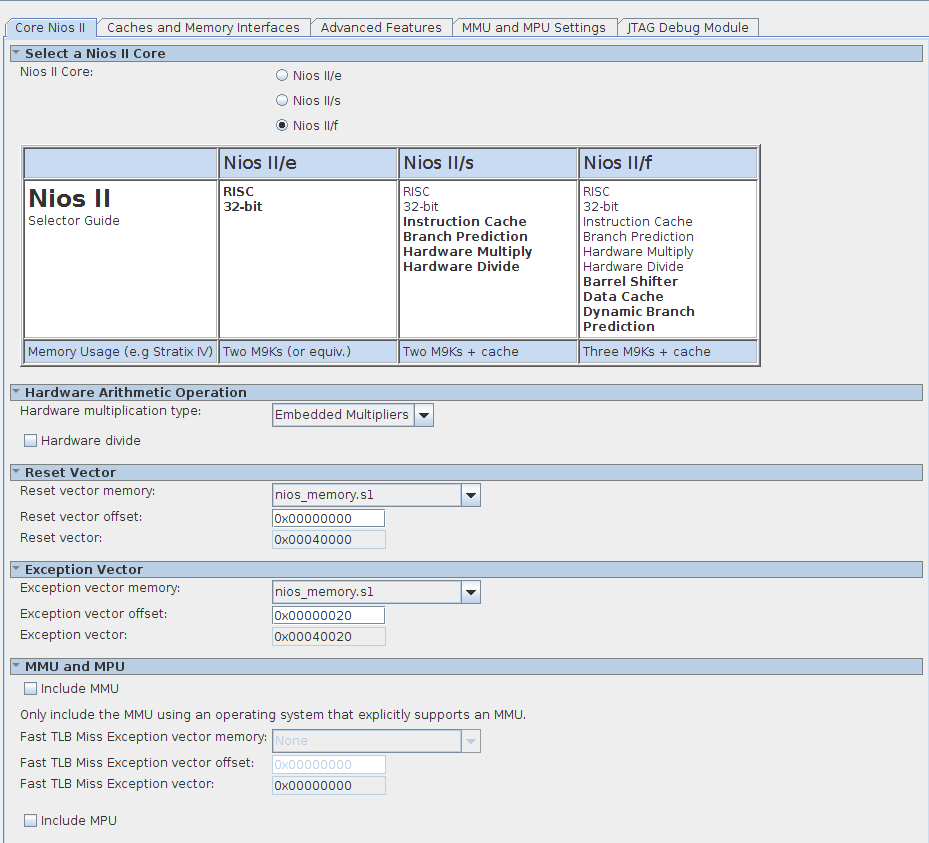 Core Nios II
Caches and Memory Interfaces
Advanced Features
MMU and MPU Settings
JTAG Debug Module
Select a Nios II Core
Nios II Core:
Nios II/e
Nios II/s
Nios II/f
Nios II/e
Nios II/s
Nios II/f
Nios II
Selector Guide
RISC
32-bit
RISC
32-bit
Instruction Cache
Branch Prediction
Hardware Multiply
Hardware Divide
RISC
32-bit
Instruction Cache
Branch Prediction
Hardware Multiply
Hardware Divide
Barrel Shifter
Data Cache
Dynamic Branch
Prediction
Memory Usage (e.g Stratix IV)
Two M9Ks (or equiv.)
Two M9Ks + cache
Three M9Ks + cache
Hardware Arithmetic Operation
Hardware multiplication type:
Embedded Multipliers
Hardware divide
Reset Vector
Reset vector memory:
nios_memory.s1
Reset vector offset:
0x00000000
Reset vector:
0x00040000
Exception Vector
Exception vector memory:
nios_memory.s1
Exception vector offset:
0x00000020
Exception vector:
0x00040020
MMU and MPU
Include MMU
Only include the MMU using an operating system that explicitly supports an MMU.
Fast TLB Miss Exception vector memory:
None
Fast TLB Miss Exception vector offset:
0x00000000
Fast TLB Miss Exception vector:
0x00000000
Include MPU